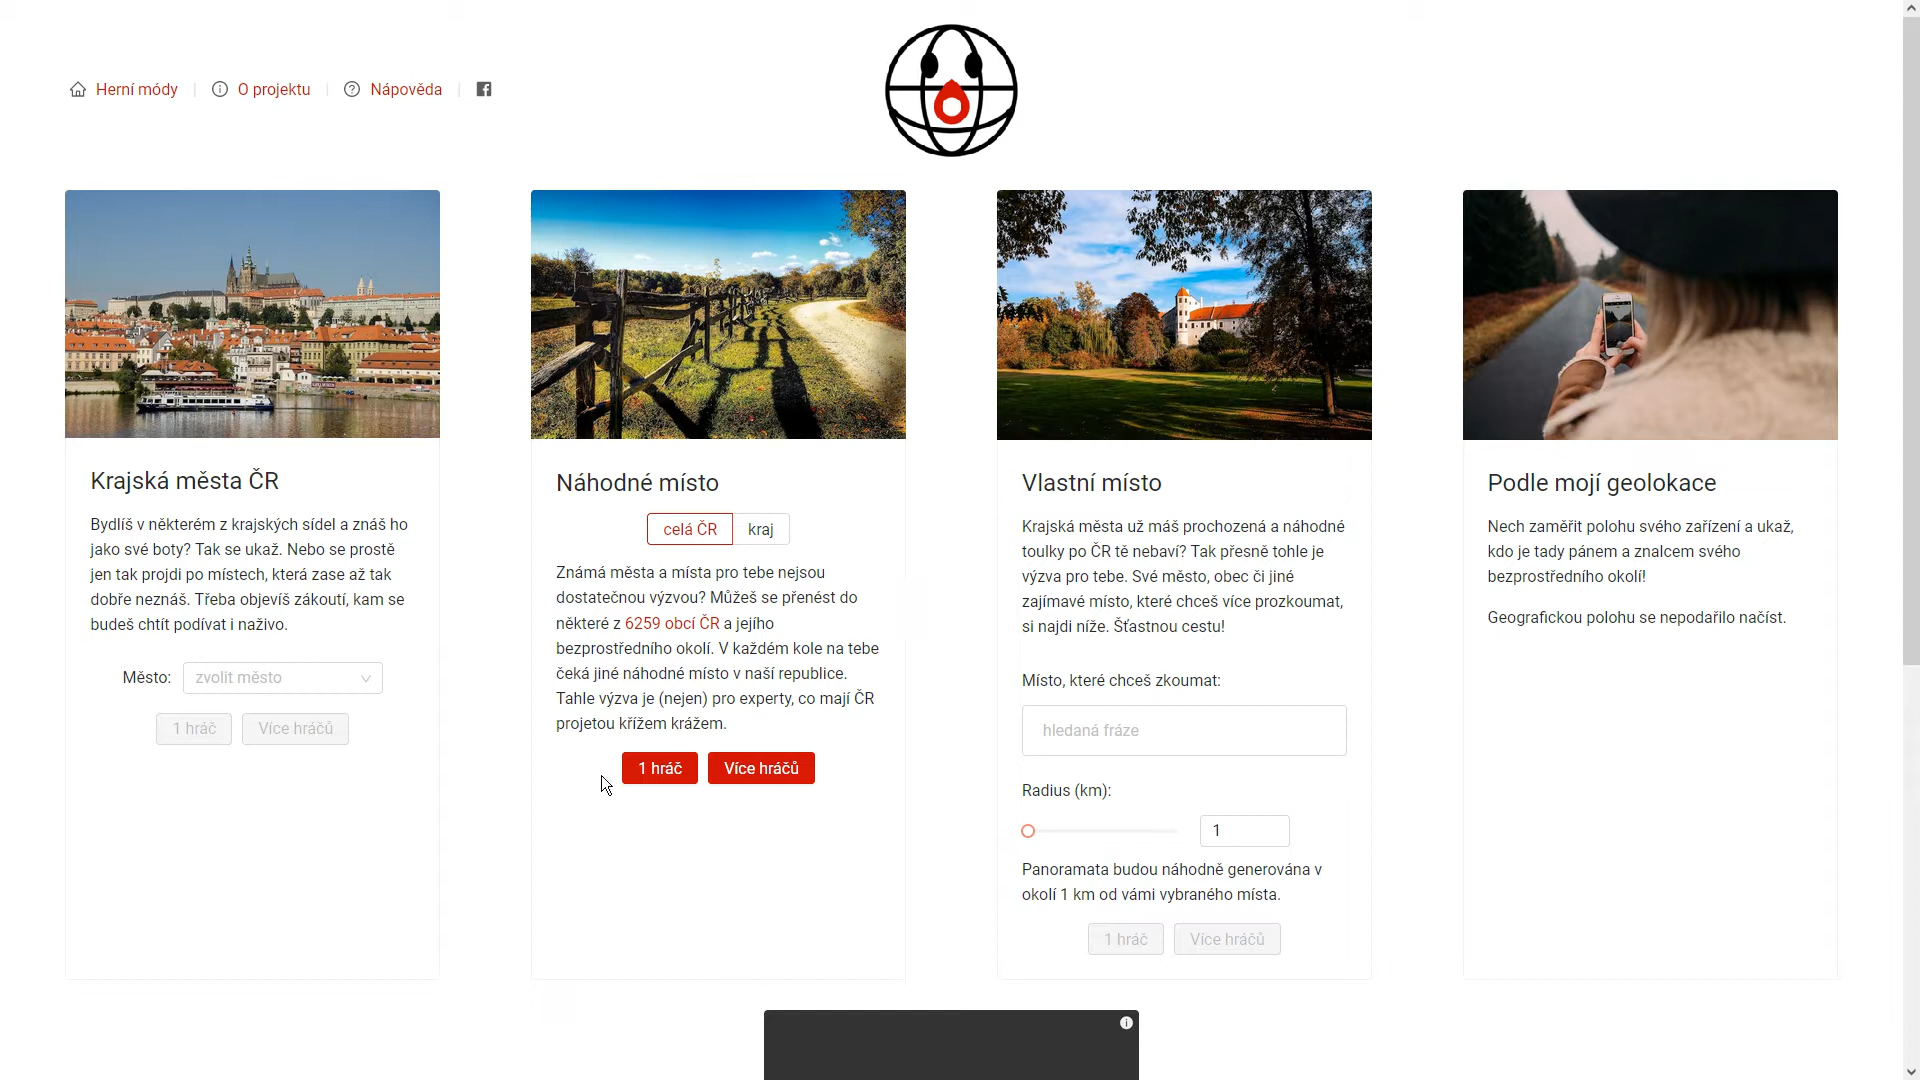 Herní módy
O projektu
Nápověda
Krajská města ČR
Bydlíš v některém z krajských sídel a znáš ho
jako své boty? Tak se ukaž. Nebo se prostě
jen tak projdi po místech, která zase až tak
dobře neznáš. Třeba objevíš zákoutí, kam se
budeš chtít podívat i naživo.
Město: zvolit město
1 hráč Více hráčů
Náhodné místo
celá ČR kraj
Známá města a místa pro tebe nejsou
dostatečnou výzvou? Můžeš se přenést do
některé z 6259 obcí ČR a jejího
bezprostředního okolí. V každém kole na tebe
čeká jiné náhodné místo v naší republice.
Tahle výzva je (nejen) pro experty, co mají ČR
projetou křížem krážem.
1 hráč Více hráčů
Vlastní místo
Krajská města už máš prochozená a náhodné
toulky po ČR tě nebaví? Tak přesně tohle je
výzva pro tebe. Své město, obec či jiné
zajímavé místo, které chceš více prozkoumat,
si najdi níže. Šťastnou cestu!
Místo, které chceš zkoumat:
hledaná fráze
Radius (km):
1
Panoramata budou náhodně generována v
okolí 1 km od vámi vybraného místa.
1 hráč Více hráčů
Podle mojí geolokace
Nech zaměřit polohu svého zařízení a ukaž,
kdo je tady pánem a znalcem svého
bezprostředního okolí!
Geografickou polohu se nepodařilo načíst.